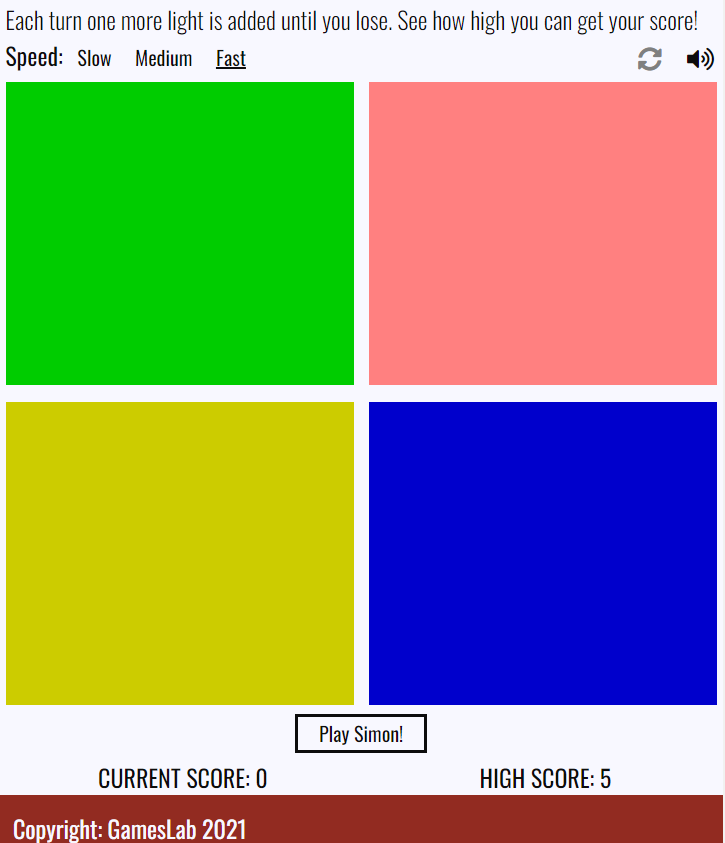 Each turn one more light is added until you lose. See how high you can get your score!
Speed: Slow Medium Fast
Play Simon!
CURRENT SCORE: 0 HIGH SCORE: 5
Copyright: GamesLab 2021